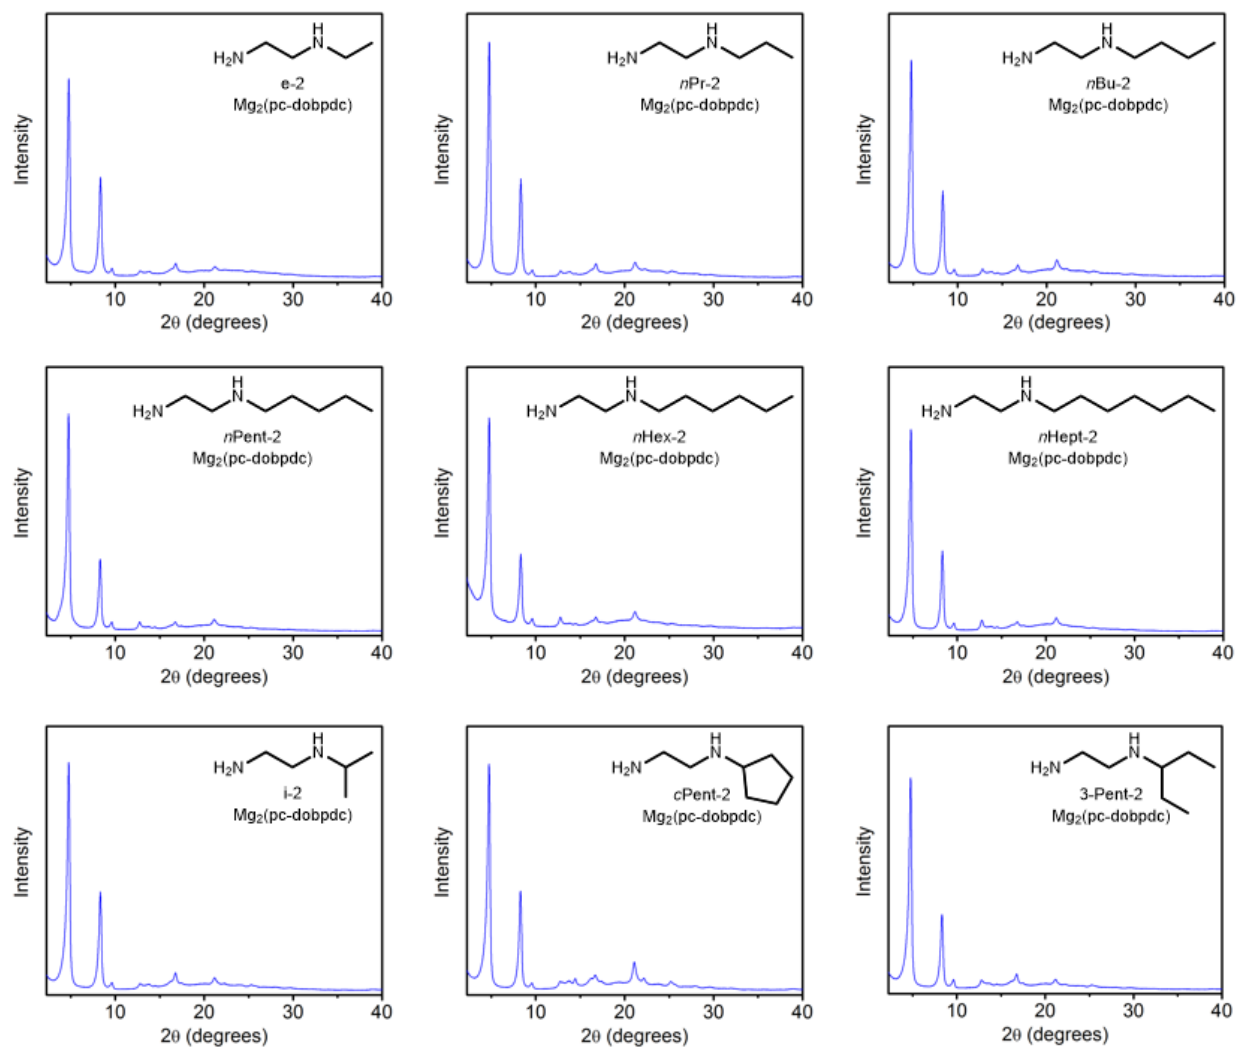 Intensity
H₂N
H
N
e-2
Mg₂(pc-dobpdc)
10 20 30 40
2θ (degrees)
Intensity
H₂N
H
N
nPr-2
Mg₂(pc-dobpdc)
10 20 30 40
2θ (degrees)
Intensity
H₂N
H
N
nBu-2
Mg₂(pc-dobpdc)
10 20 30 40
2θ (degrees)
Intensity
H₂N
H
N
nPent-2
Mg₂(pc-dobpdc)
10 20 30 40
2θ (degrees)
Intensity
H₂N
H
N
nHex-2
Mg₂(pc-dobpdc)
10 20 30 40
2θ (degrees)
Intensity
H₂N
H
N
nHept-2
Mg₂(pc-dobpdc)
10 20 30 40
2θ (degrees)
Intensity
H₂N
H
N
i-2
Mg₂(pc-dobpdc)
10 20 30 40
2θ (degrees)
Intensity
H₂N
H
N
cPent-2
Mg₂(pc-dobpdc)
10 20 30 40
2θ (degrees)
Intensity
H₂N
H
N
3-Pent-2
Mg₂(pc-dobpdc)
10 20 30 40
2θ (degrees)